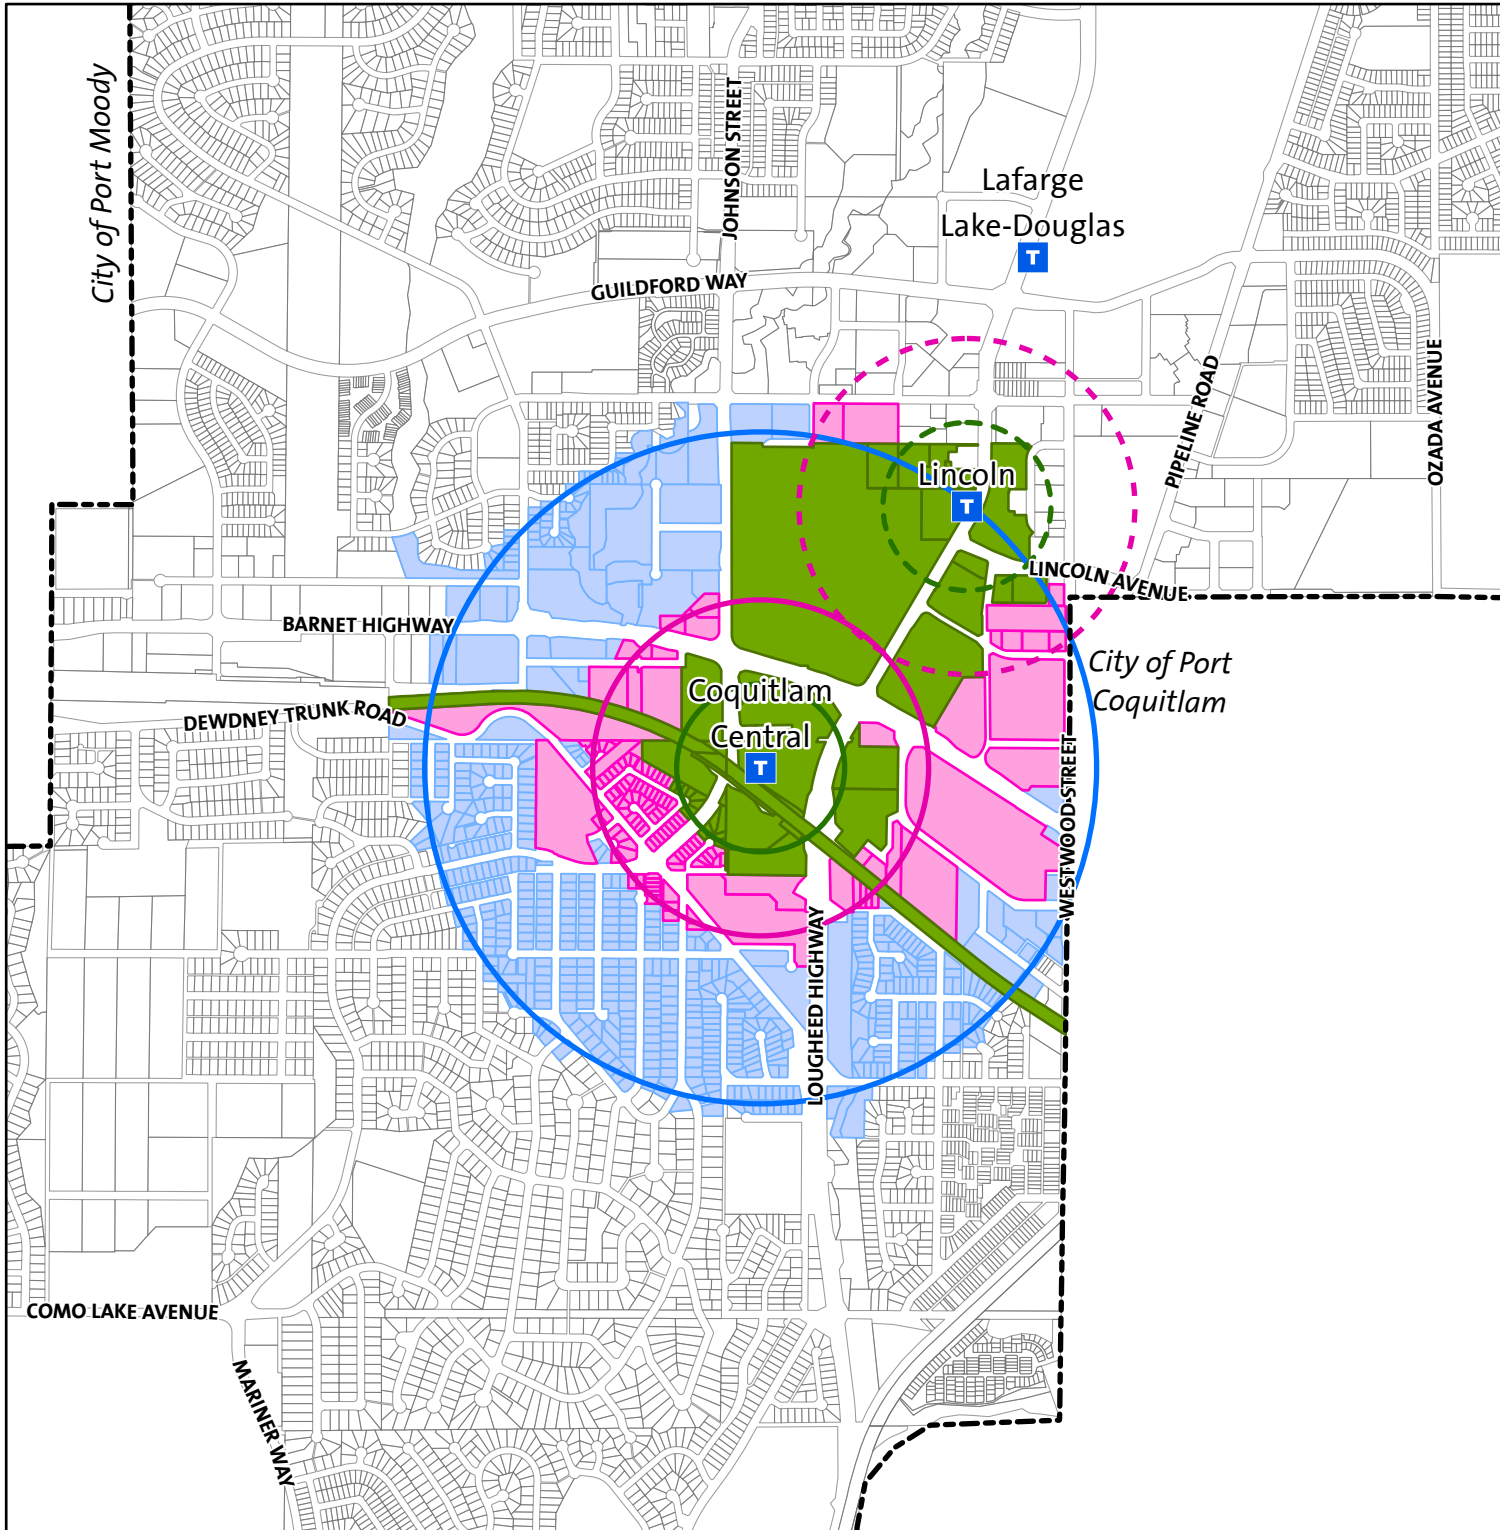 City of Port Moody
JOHNSON STREET
Lafarge
Lake-Douglas
T
GUILDFORD WAY
PIPELINE ROAD
OZADA AVENUE
Lincoln
T
LINCOLN AVENUE
BARNET HIGHWAY
City of Port
Coquitlam
DEWDNEY TRUNK ROAD
Coquitlam
Central
T
WESTWOOD STREET
LOUGHEED HIGHWAY
COMO LAKE AVENUE
MARINER WAY